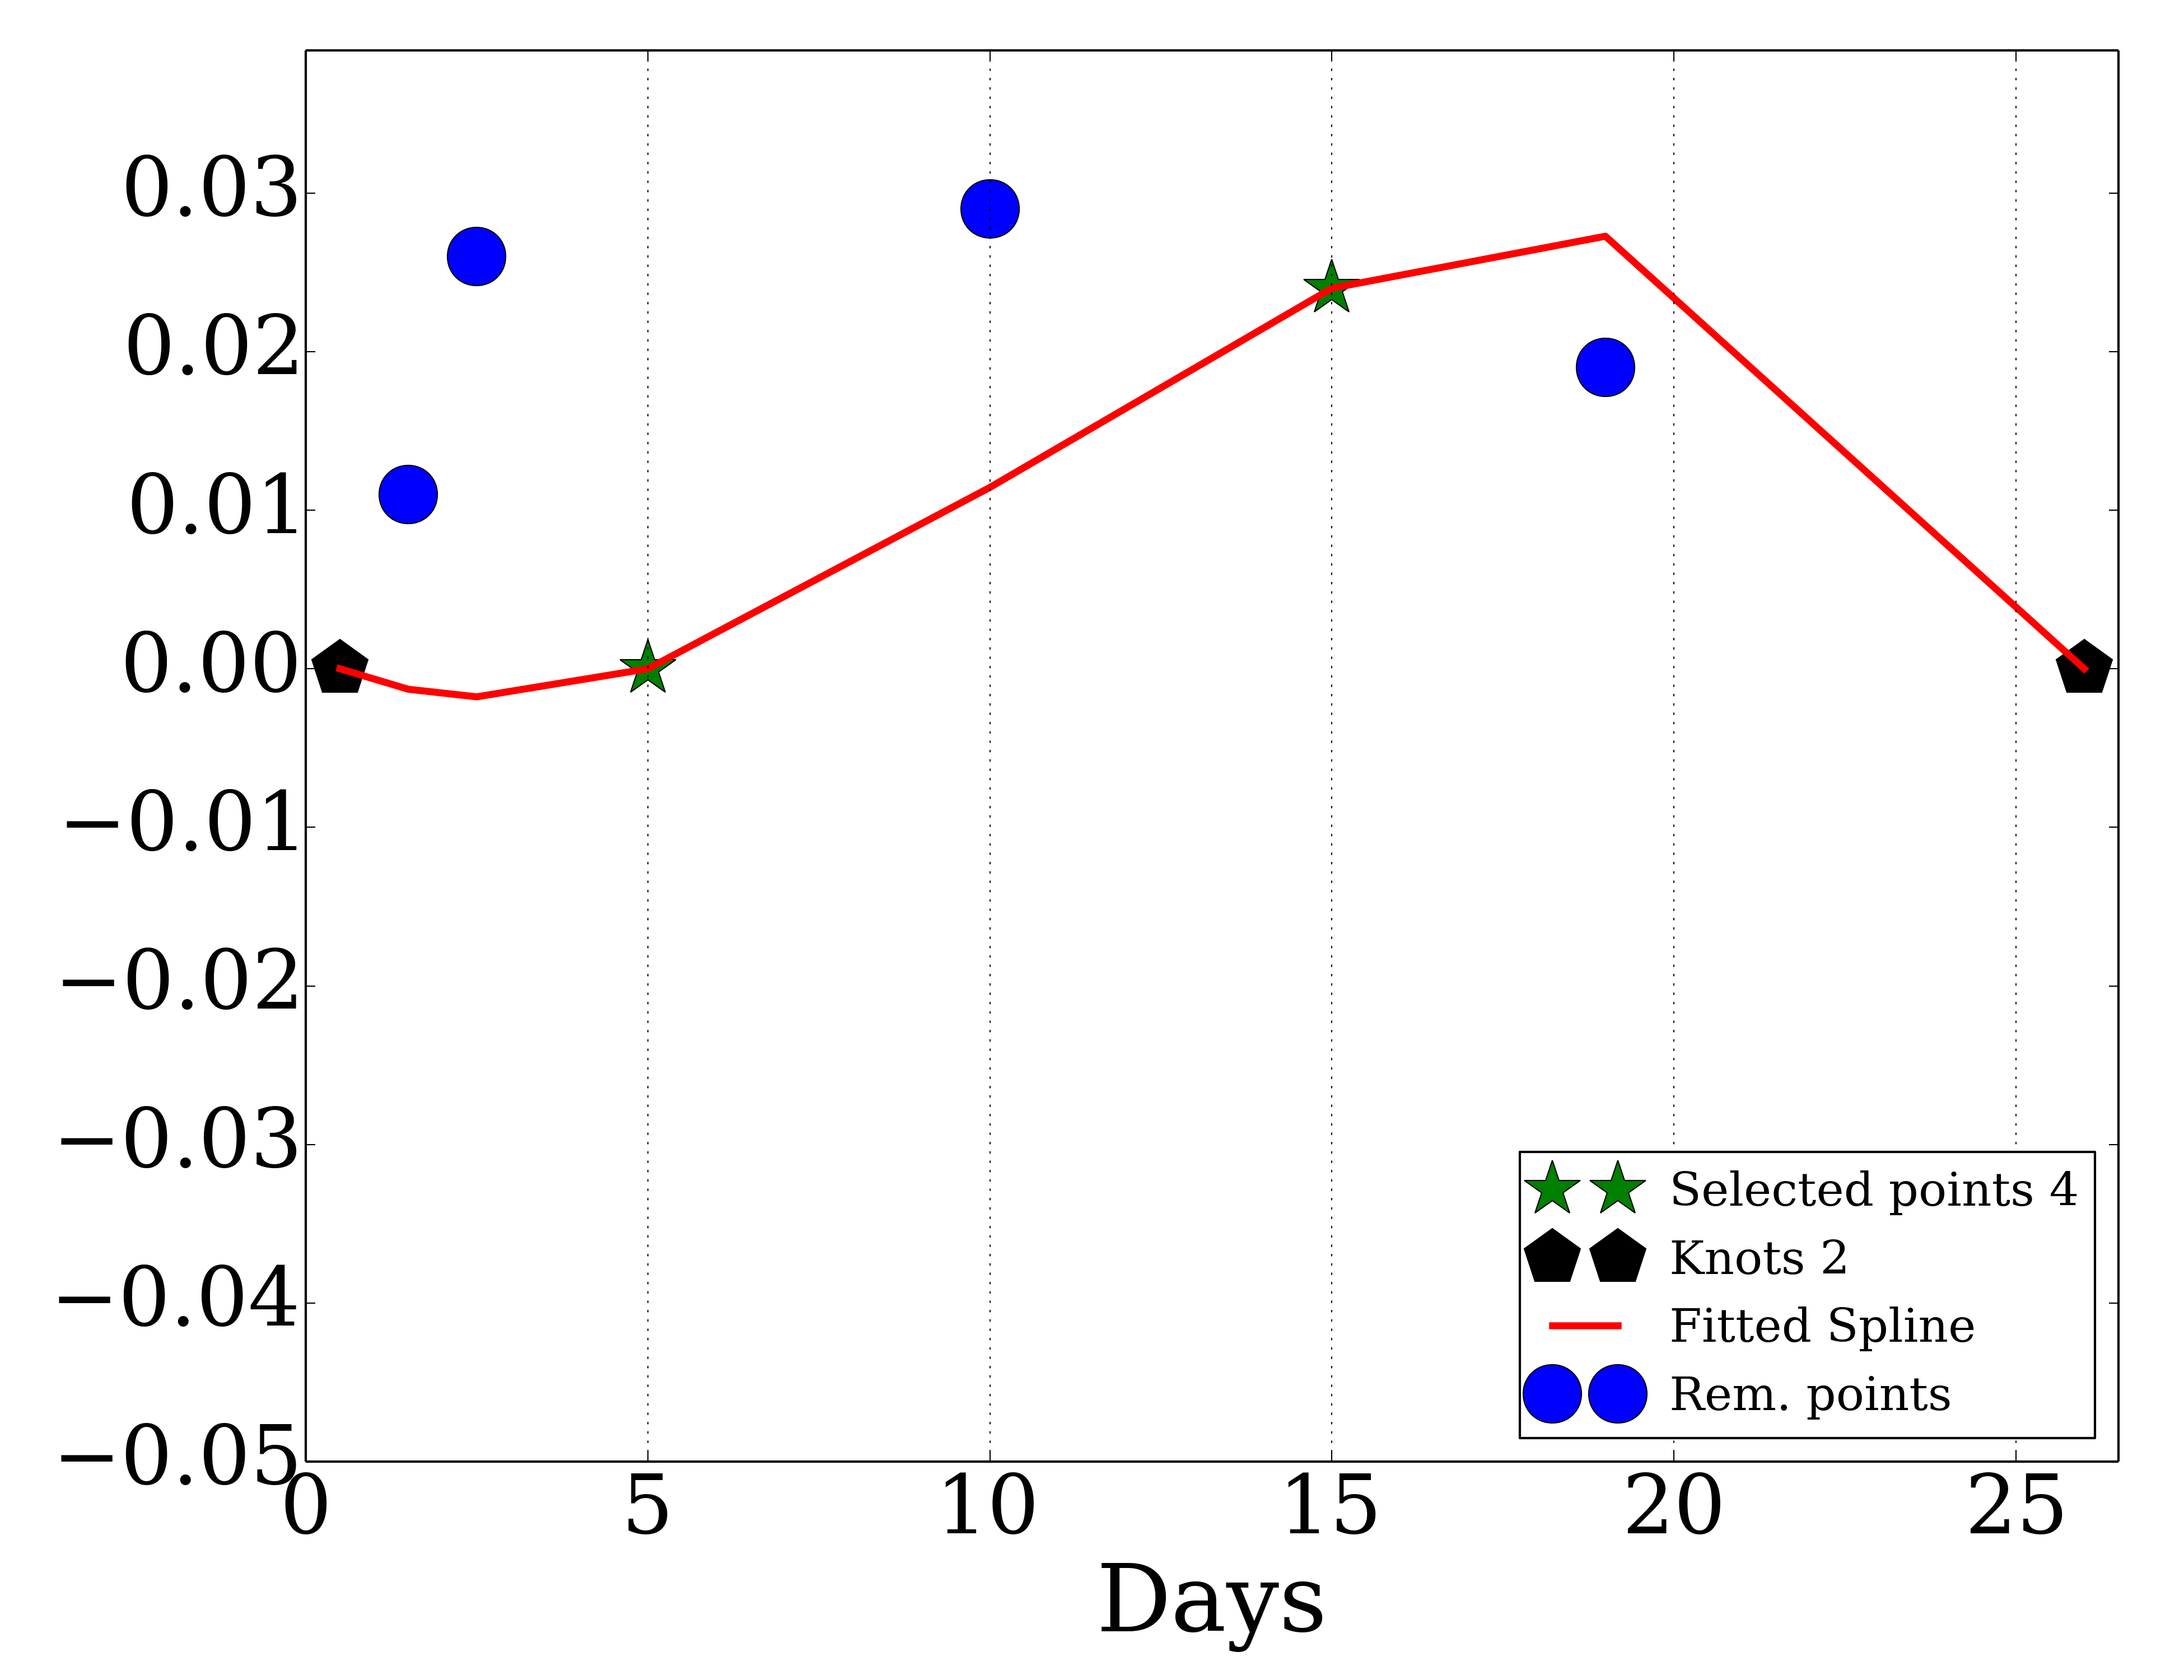 0.03
0.02
0.01
0.00
−0.01
−0.02
−0.03
−0.04
−0.05
0 5 10 15 20 25
Days
Selected points 4
Knots 2
Fitted Spline
Rem. points